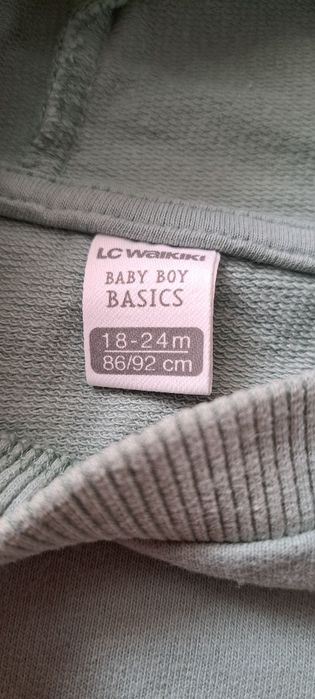 LC WAIKIKI
BABY BOY
BASICS
18-24m
86/92 cm